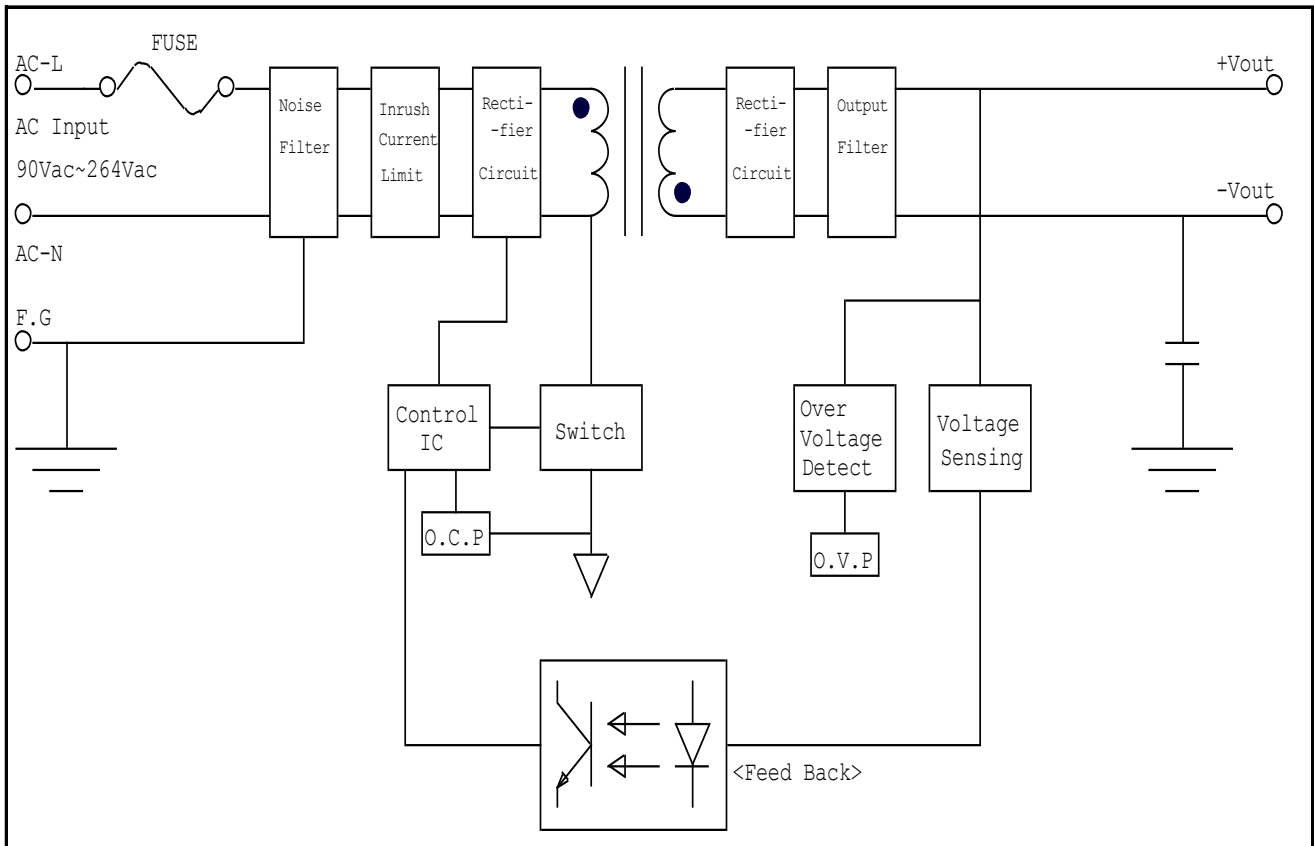 FUSE
AC-L
+Vout
AC Input
90Vac~264Vac
Noise
Filter
Inrush
Current
Limit
Recti-
-fier
Circuit
Recti-
-fier
Circuit
Output
Filter
-Vout
AC-N
F.G
Control
IC
Switch
Over
Voltage
Detect
Voltage
Sensing
O.C.P
O.V.P
<Feed Back>